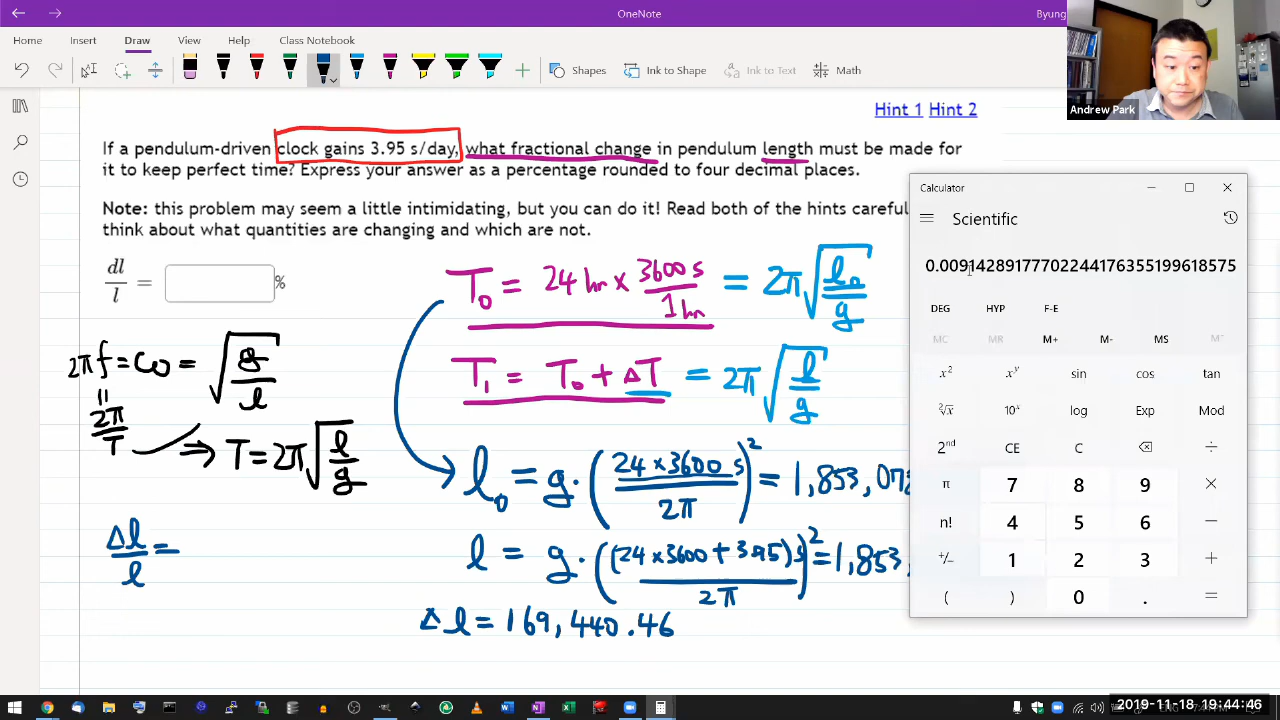 OneNote
Byung
Home Insert Draw View Help Class Notebook
Shapes Ink to Shape Ink to Text Math
Andrew Park
Hint 1 Hint 2
If a pendulum-driven clock gains 3.95 s/day, what fractional change in pendulum length must be made for
it to keep perfect time? Express your answer as a percentage rounded to four decimal places.
Note: this problem may seem a little intimidating, but you can do it! Read both of the hints careful
think about what quantities are changing and which are not.
dl/l = %
T₀ = 24 hr × 3600 s/1 hr = 2π√(l₀/g)
T₁ = T₀ + ΔT = 2π√(l/g)
2πf = ω = √(g/l)
" 2π/T ⇒ T = 2π√(l/g)
l₀ = g·(24×3600 s/2π)² = 1,853,078
l = g·((24×3600+3.95)s/2π)² = 1,853,
Δl/l =
Δl = 169,440.46
Calculator
Scientific
0.00914289177702244176355199618575
DEG HYP F-E
MC MR M+ M- MS M˅
x² xʸ sin cos tan
²√x 10ˣ log Exp Mod
2ⁿᵈ CE C ÷
π 7 8 9 ×
n! 4 5 6 −
+/− 1 2 3 +
( ) 0 . =
2019-11-18 19:44:46